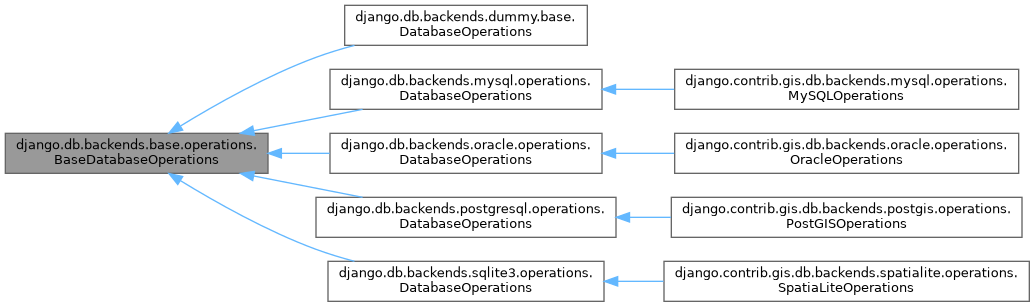 django.db.backends.dummy.base.
DatabaseOperations
django.db.backends.mysql.operations.
DatabaseOperations
django.contrib.gis.db.backends.mysql.operations.
MySQLOperations
django.db.backends.base.operations.
BaseDatabaseOperations
django.db.backends.oracle.operations.
DatabaseOperations
django.contrib.gis.db.backends.oracle.operations.
OracleOperations
django.db.backends.postgresql.operations.
DatabaseOperations
django.contrib.gis.db.backends.postgis.operations.
PostGISOperations
django.db.backends.sqlite3.operations.
DatabaseOperations
django.contrib.gis.db.backends.spatialite.operations.
SpatiaLiteOperations